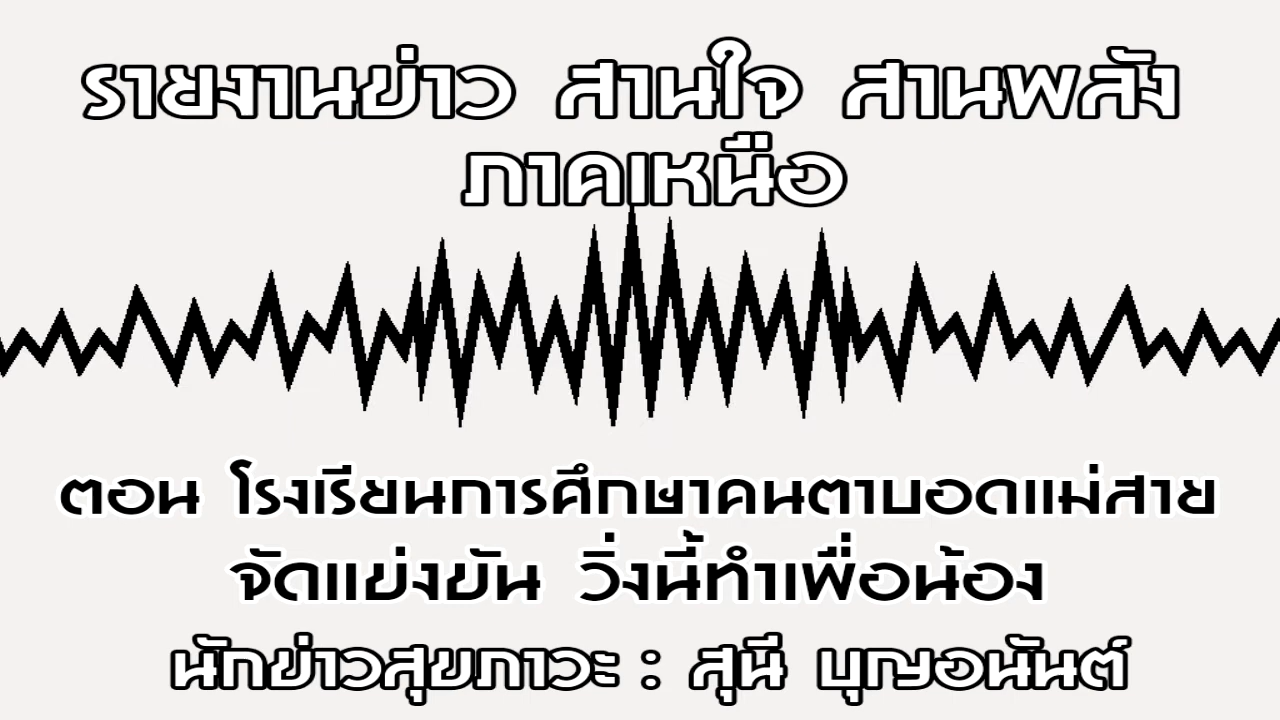 รายงานข่าว สานใจ สานพลัง
ภาคเหนือ
ตอน โรงเรียนการศึกษาคนตาบอดแม่สาย
จัดแข่งขัน วิ่งนี้ทำเพื่อน้อง
นักข่าวสุขภาวะ : สุนี บุญอนันต์